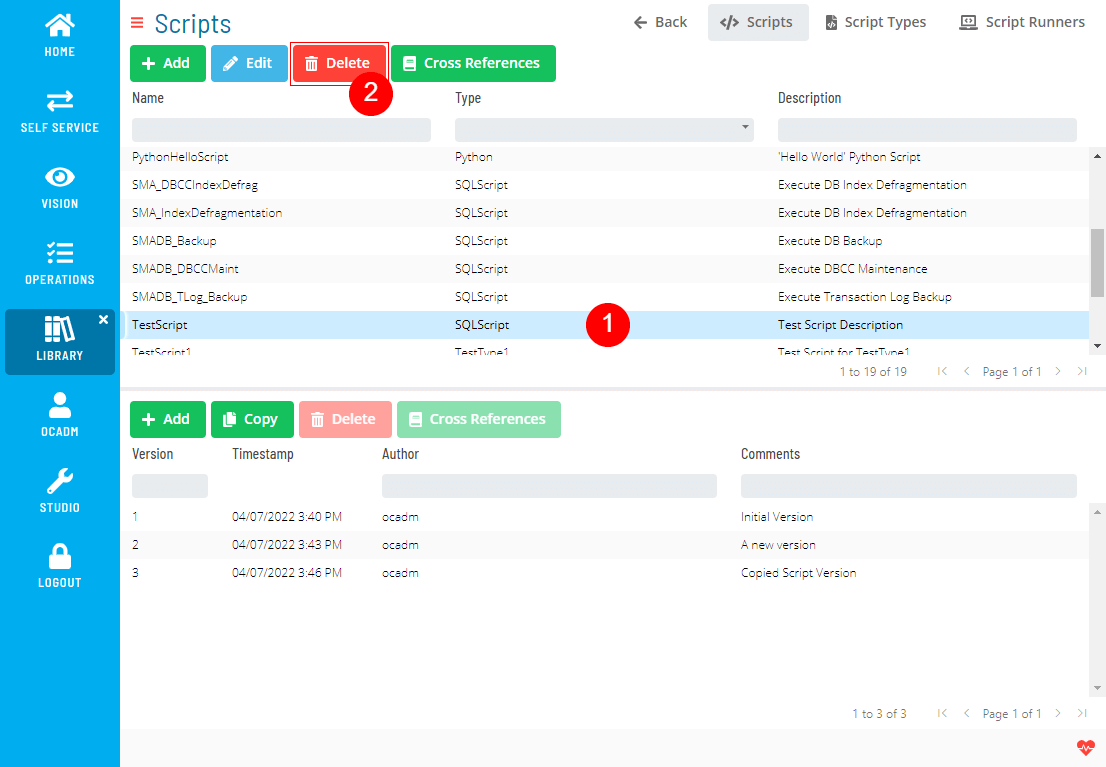 HOME
SELF SERVICE
VISION
OPERATIONS
LIBRARY
OCADM
STUDIO
LOGOUT
Scripts
Back Scripts Script Types Script Runners
Add Edit Delete Cross References
2
Name Type Description
PythonHelloScript Python 'Hello World' Python Script
SMA_DBCCIndexDefrag SQLScript Execute DB Index Defragmentation
SMA_IndexDefragmentation SQLScript Execute DB Index Defragmentation
SMADB_Backup SQLScript Execute DB Backup
SMADB_DBCCMaint SQLScript Execute DBCC Maintenance
SMADB_TLog_Backup SQLScript Execute Transaction Log Backup
TestScript SQLScript 1 Test Script Description
TestScript1 TestType1 Test Script for TestType1
1 to 19 of 19 Page 1 of 1
Add Copy Delete Cross References
Version Timestamp Author Comments
1 04/07/2022 3:40 PM ocadm Initial Version
2 04/07/2022 3:43 PM ocadm A new version
3 04/07/2022 3:46 PM ocadm Copied Script Version
1 to 3 of 3 Page 1 of 1